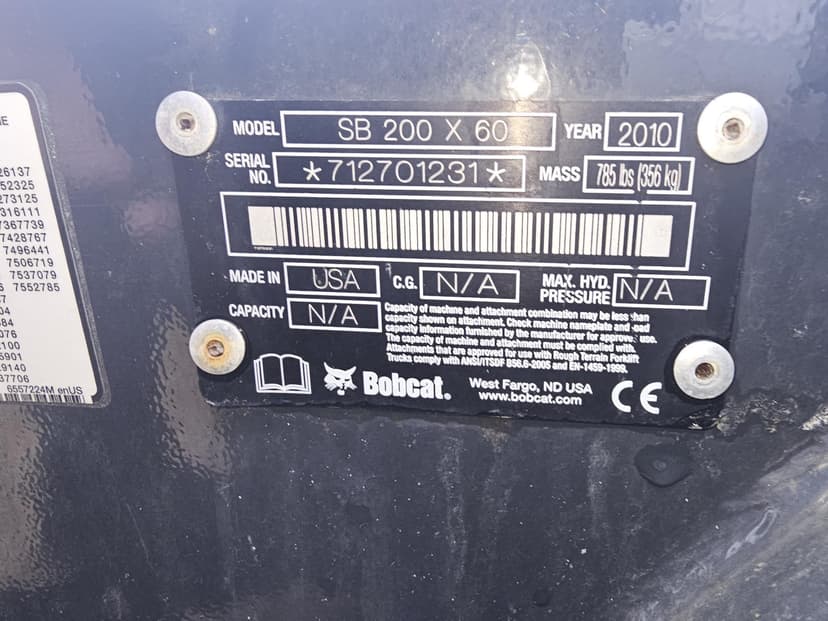 MODEL SB 200 X 60 YEAR 2010
SERIAL NO. *712701231* MASS 785 lbs (356 kg)
MADE IN USA C.G. N/A MAX. HYD. PRESSURE N/A
CAPACITY N/A
Capacity of machine and attachment combination may be less than
capacity shown on attachment. Check machine nameplate and load
capacity information furnished by the manufacturer for approved use.
The capacity of machine and attachment must be complied with.
Attachments that are approved for use with Rough Terrain Forklift
Trucks comply with ANSI/ITSDF B56.6-2005 and EN-1459-1999.
Bobcat.
West Fargo, ND USA
www.bobcat.com
CE
26137
52325
273125
316111
7367739
7428767
7496441
7506719
7537079
7552785
6557224M enUS